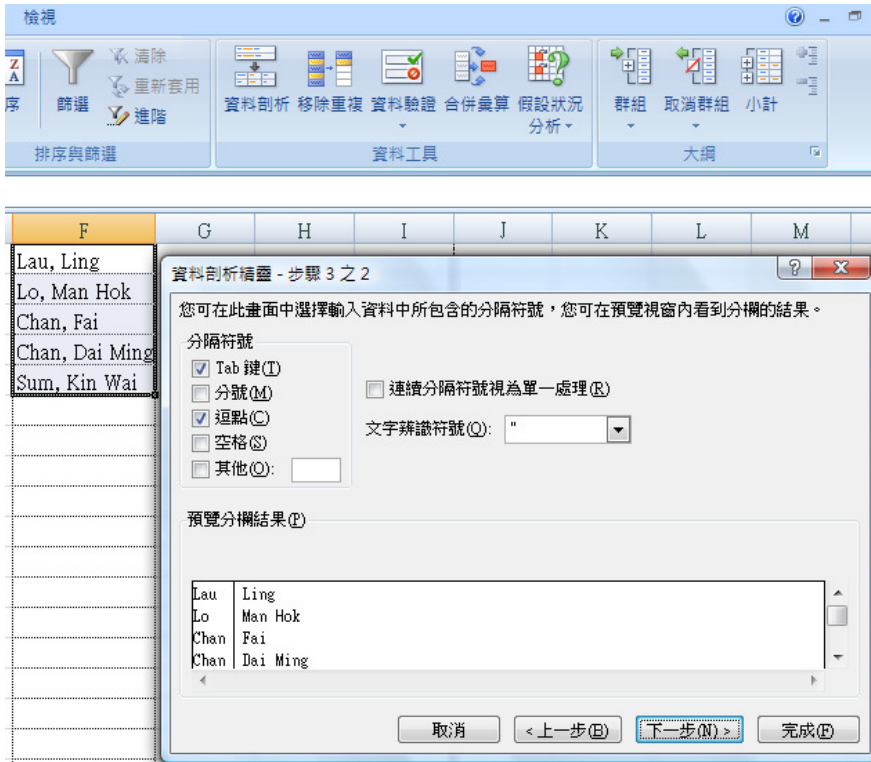 檢視
清除
重新套用
進階
序
篩選
排序與篩選
資料剖析
移除重複
資料驗證
合併彙算
假設狀況
分析
資料工具
群組
取消群組
小計
大綱
F G H I J K L M
Lau, Ling
Lo, Man Hok
Chan, Fai
Chan, Dai Ming
Sum, Kin Wai
資料剖析精靈 - 步驟 3 之 2
您可在此畫面中選擇輸入資料中所包含的分隔符號，您可在預覽視窗內看到分欄的結果。
分隔符號
Tab 鍵(T)
分號(M)
逗點(C)
空格(S)
其他(O):
連續分隔符號視為單一處理(R)
文字辨識符號(Q): "
預覽分欄結果(P)
Lau Ling
Lo Man Hok
Chan Fai
Chan Dai Ming
取消
<上一步(B)
下一步(N) >
完成(F)